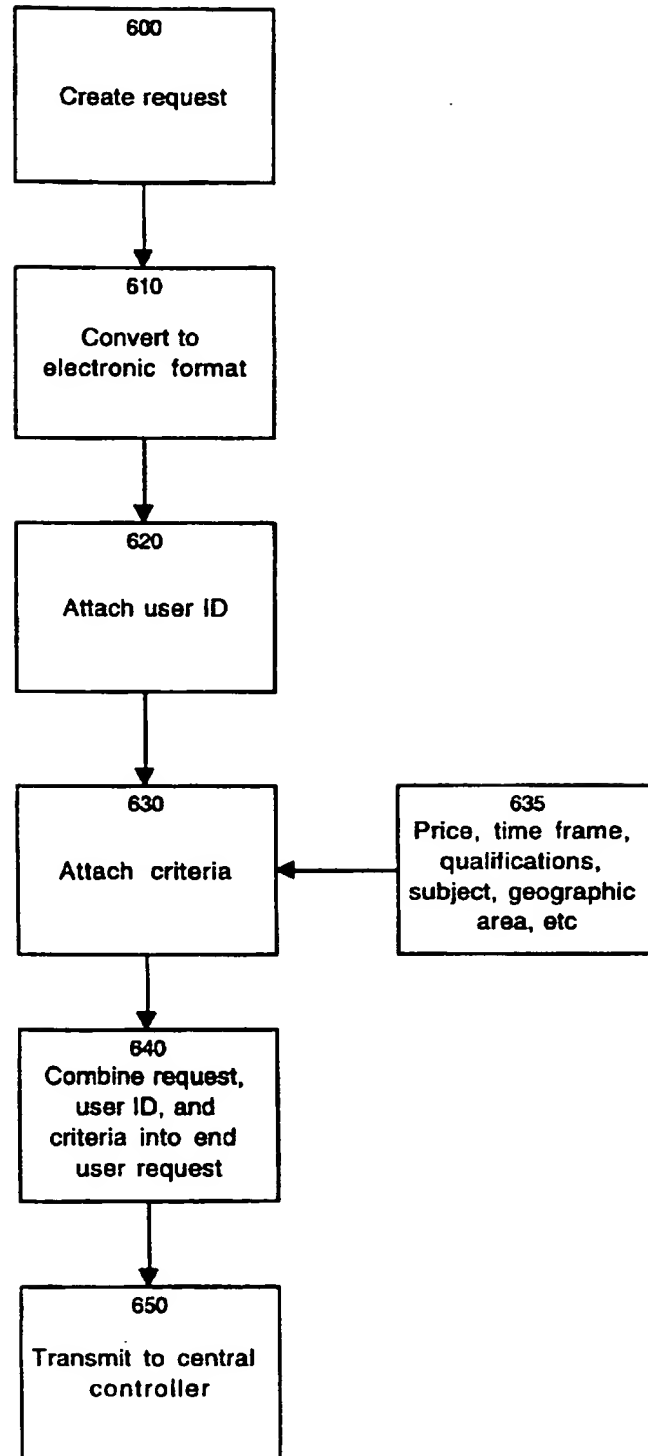 600
Create request
610
Convert to
electronic format
620
Attach user ID
630
Attach criteria
635
Price, time frame,
qualifications,
subject, geographic
area, etc
640
Combine request,
user ID, and
criteria into end
user request
650
Transmit to central
controller